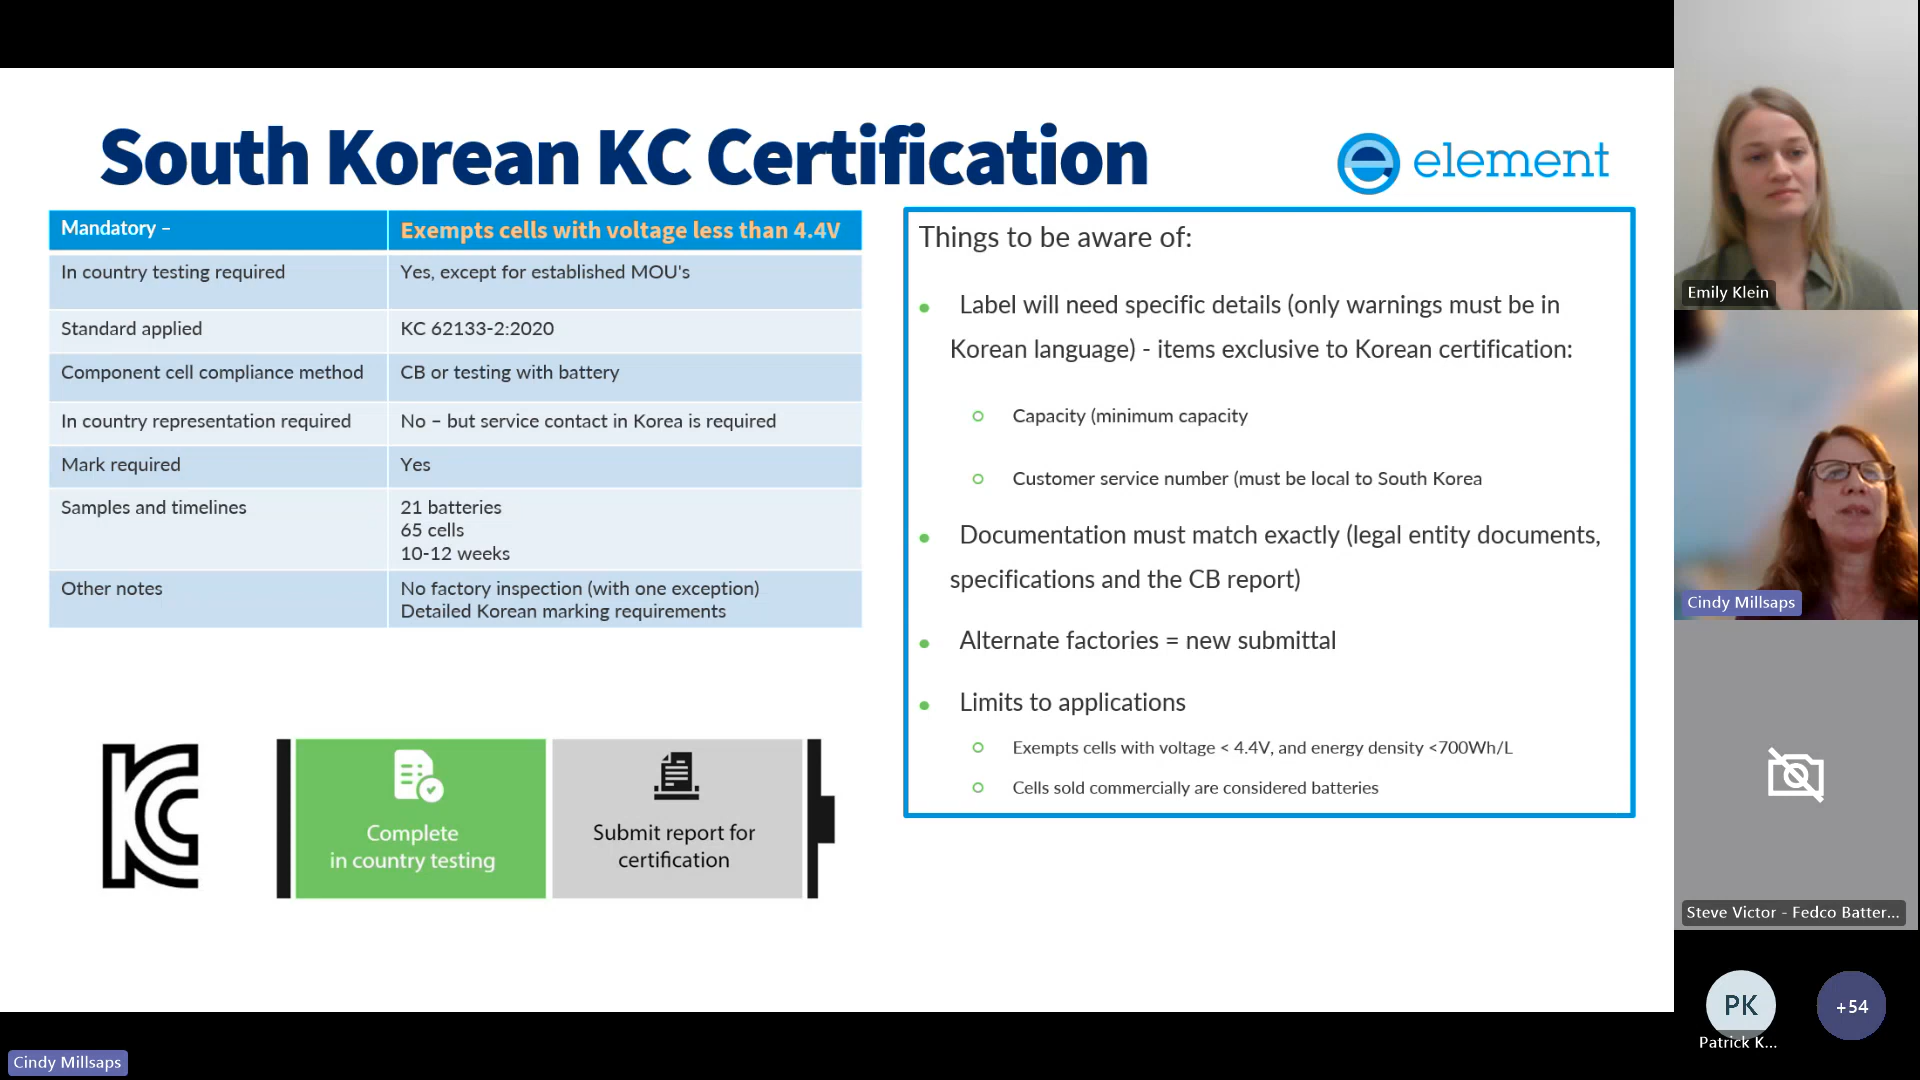 South Korean KC Certification
element
Mandatory –
Exempts cells with voltage less than 4.4V
In country testing required
Yes, except for established MOU's
Standard applied
KC 62133-2:2020
Component cell compliance method
CB or testing with battery
In country representation required
No – but service contact in Korea is required
Mark required
Yes
Samples and timelines
21 batteries
65 cells
10-12 weeks
Other notes
No factory inspection (with one exception)
Detailed Korean marking requirements
Things to be aware of:
Label will need specific details (only warnings must be in
Korean language) - items exclusive to Korean certification:
Capacity (minimum capacity
Customer service number (must be local to South Korea
Documentation must match exactly (legal entity documents,
specifications and the CB report)
Alternate factories = new submittal
Limits to applications
Exempts cells with voltage < 4.4V, and energy density <700Wh/L
Cells sold commercially are considered batteries
KC
Complete
in country testing
Submit report for
certification
Emily Klein
Cindy Millsaps
Steve Victor - Fedco Batter...
PK
Patrick K...
+54
Cindy Millsaps